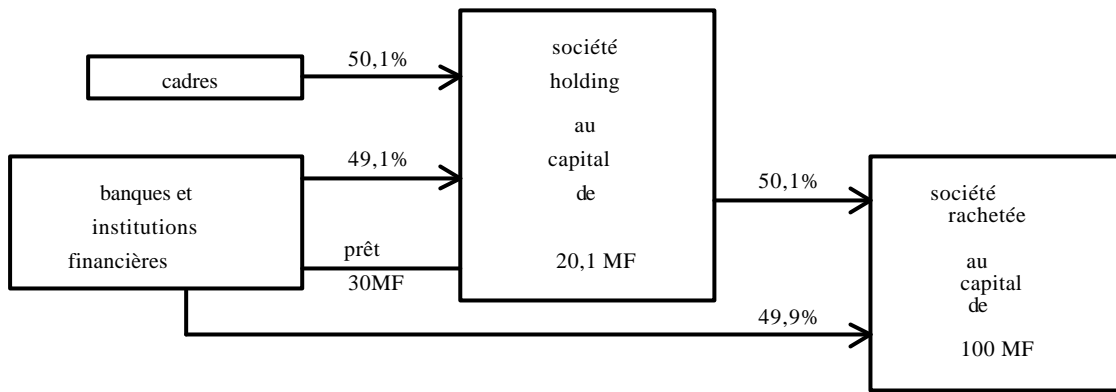 cadres
50,1%
société
holding
au
capital
de
20,1 MF
banques et
institutions
financières
49,1%
prêt
30MF
50,1%
49,9%
société
rachetée
au
capital
de
100 MF